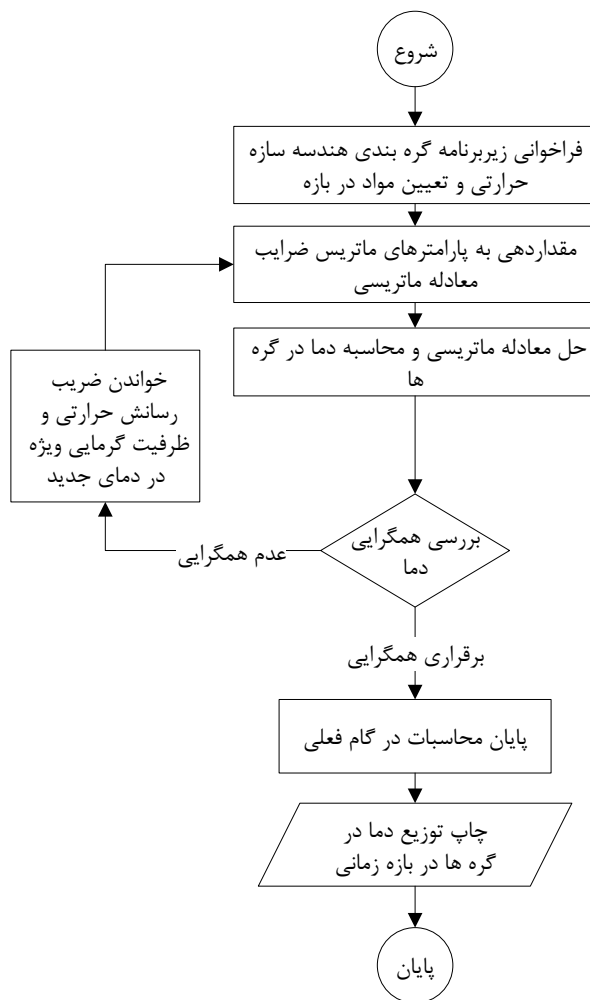 شروع
فراخوانی زیربرنامه گره بندی هندسه سازه
حرارتی و تعیین مواد در بازه
مقداردهی به پارامترهای ماتریس ضرایب
معادله ماتریسی
حل معادله ماتریسی و محاسبه دما در گره
ها
خواندن ضریب
رسانش حرارتی و
ظرفیت گرمایی ویژه
در دمای جدید
بررسی همگرایی
دما
عدم همگرایی
برقراری همگرایی
پایان محاسبات در گام فعلی
چاپ توزیع دما در
گره ها در بازه زمانی
پایان